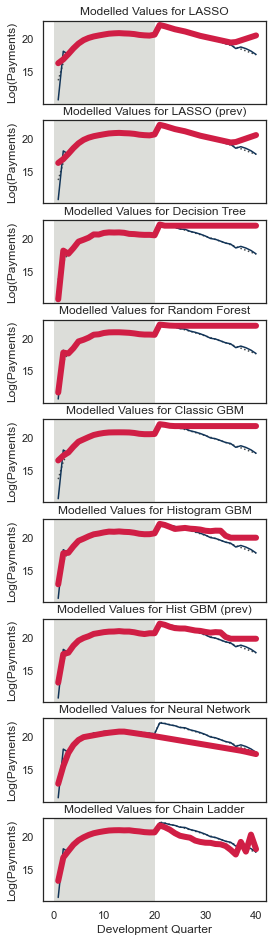 Modelled Values for LASSO
Log(Payments)
20
15
Modelled Values for LASSO (prev)
Log(Payments)
20
15
Modelled Values for Decision Tree
Log(Payments)
20
15
Modelled Values for Random Forest
Log(Payments)
20
15
Modelled Values for Classic GBM
Log(Payments)
20
15
Modelled Values for Histogram GBM
Log(Payments)
20
15
Modelled Values for Hist GBM (prev)
Log(Payments)
20
15
Modelled Values for Neural Network
Log(Payments)
20
15
Modelled Values for Chain Ladder
Log(Payments)
20
15
0 10 20 30 40
Development Quarter